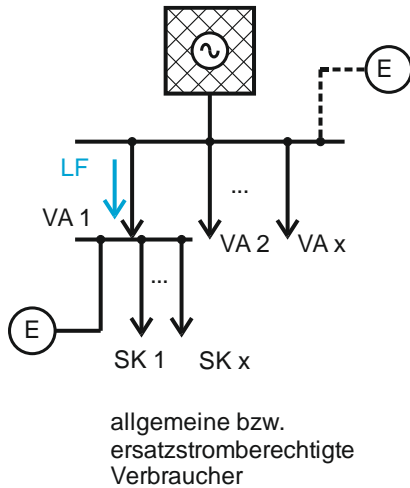 E
LF
...
VA 1
VA 2
VA x
...
E
SK 1
SK x
allgemeine bzw.
ersatzstromberechtigte
Verbraucher